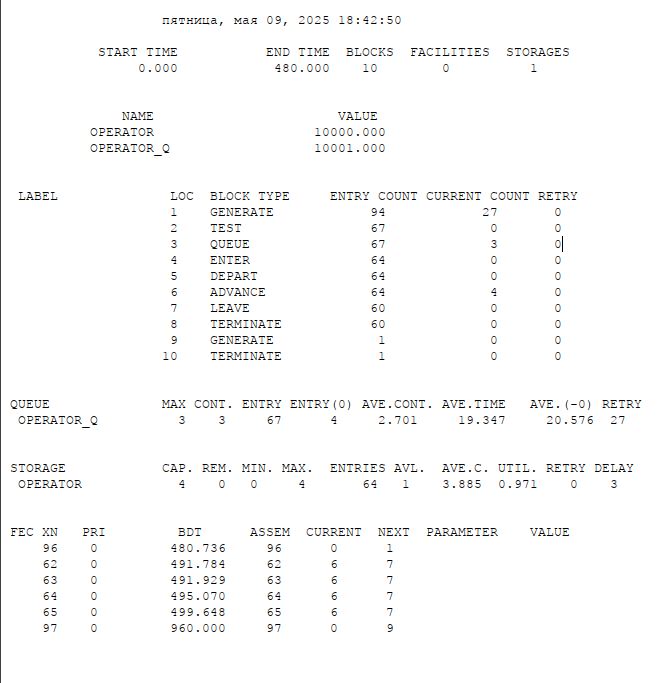 пятница, мая 09, 2025 18:42:50
START TIME END TIME BLOCKS FACILITIES STORAGES
0.000 480.000 10 0 1
NAME VALUE
OPERATOR 10000.000
OPERATOR_Q 10001.000
LABEL LOC BLOCK TYPE ENTRY COUNT CURRENT COUNT RETRY
1 GENERATE 94 27 0
2 TEST 67 0 0
3 QUEUE 67 3 0
4 ENTER 64 0 0
5 DEPART 64 0 0
6 ADVANCE 64 4 0
7 LEAVE 60 0 0
8 TERMINATE 60 0 0
9 GENERATE 1 0 0
10 TERMINATE 1 0 0
QUEUE MAX CONT. ENTRY ENTRY(0) AVE.CONT. AVE.TIME AVE.(-0) RETRY
OPERATOR_Q 3 3 67 4 2.701 19.347 20.576 27
STORAGE CAP. REM. MIN. MAX. ENTRIES AVL. AVE.C. UTIL. RETRY DELAY
OPERATOR 4 0 0 4 64 1 3.885 0.971 0 3
FEC XN PRI BDT ASSEM CURRENT NEXT PARAMETER VALUE
96 0 480.736 96 0 1
62 0 491.784 62 6 7
63 0 491.929 63 6 7
64 0 495.070 64 6 7
65 0 499.648 65 6 7
97 0 960.000 97 0 9